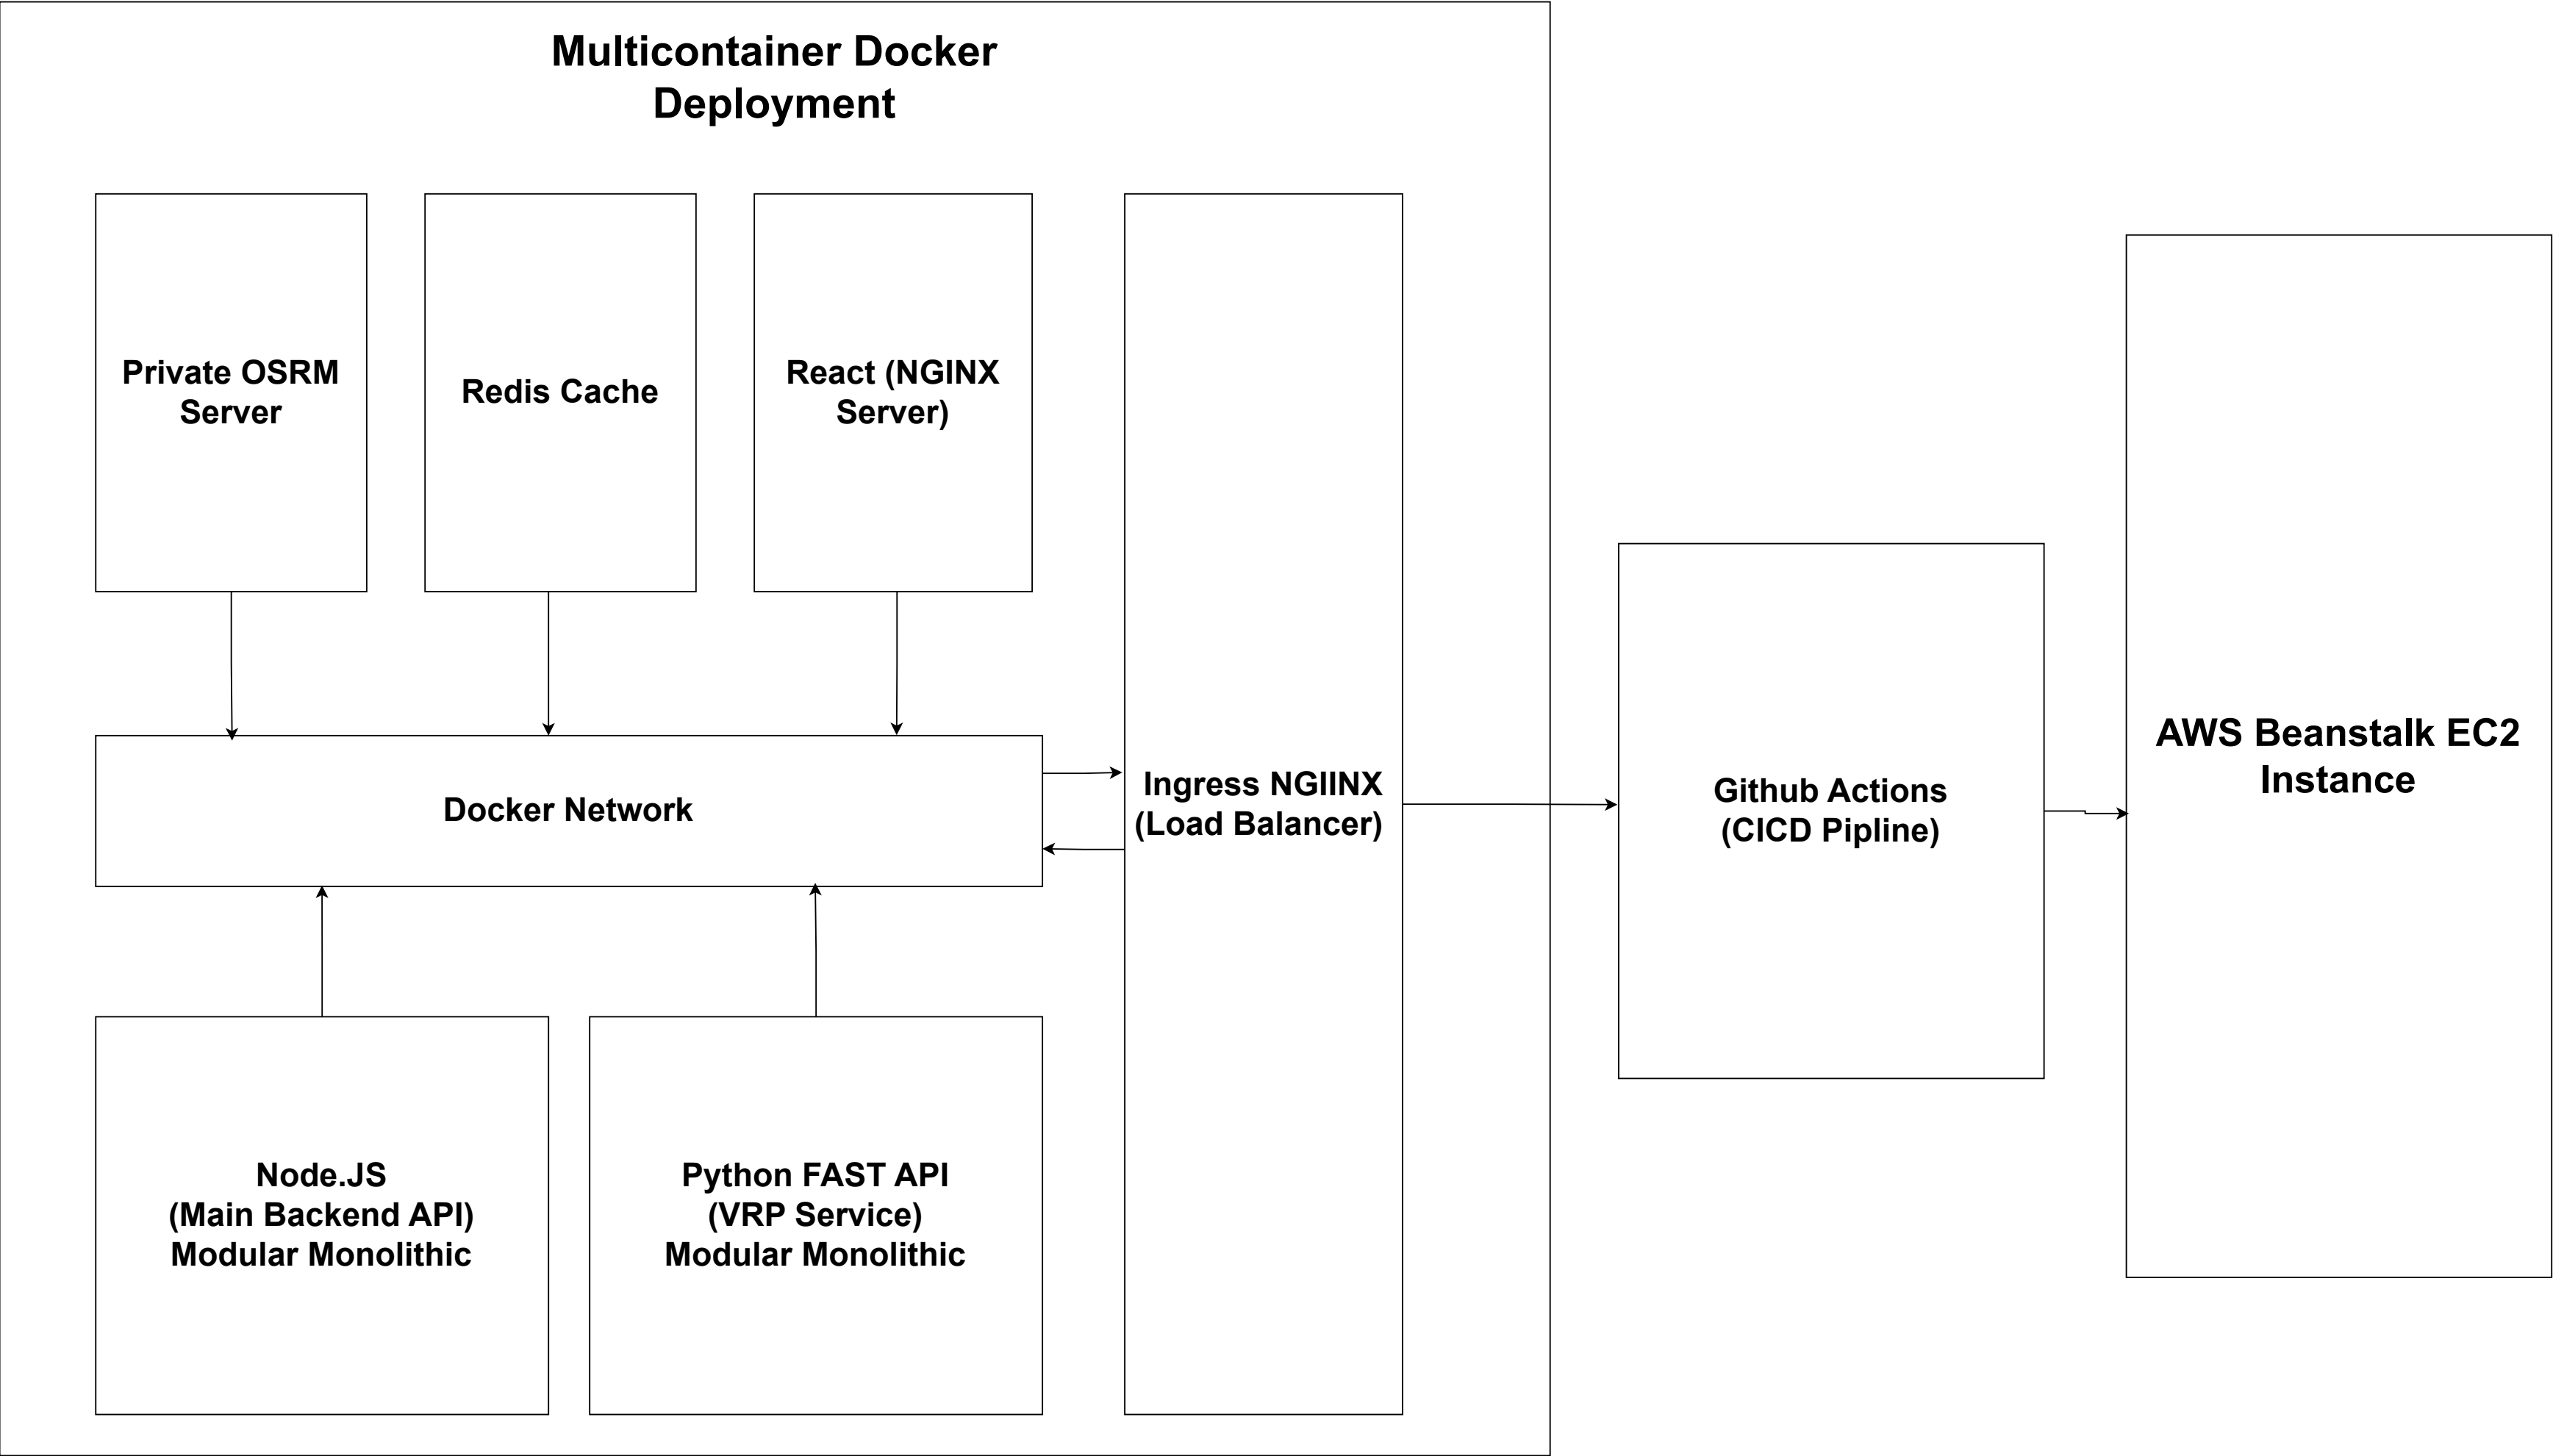 Multicontainer Docker
Deployment
Private OSRM
Server
Redis Cache
React (NGINX
Server)
Docker Network
Ingress NGIINX
(Load Balancer)
Github Actions
(CICD Pipline)
AWS Beanstalk EC2
Instance
Node.JS
(Main Backend API)
Modular Monolithic
Python FAST API
(VRP Service)
Modular Monolithic